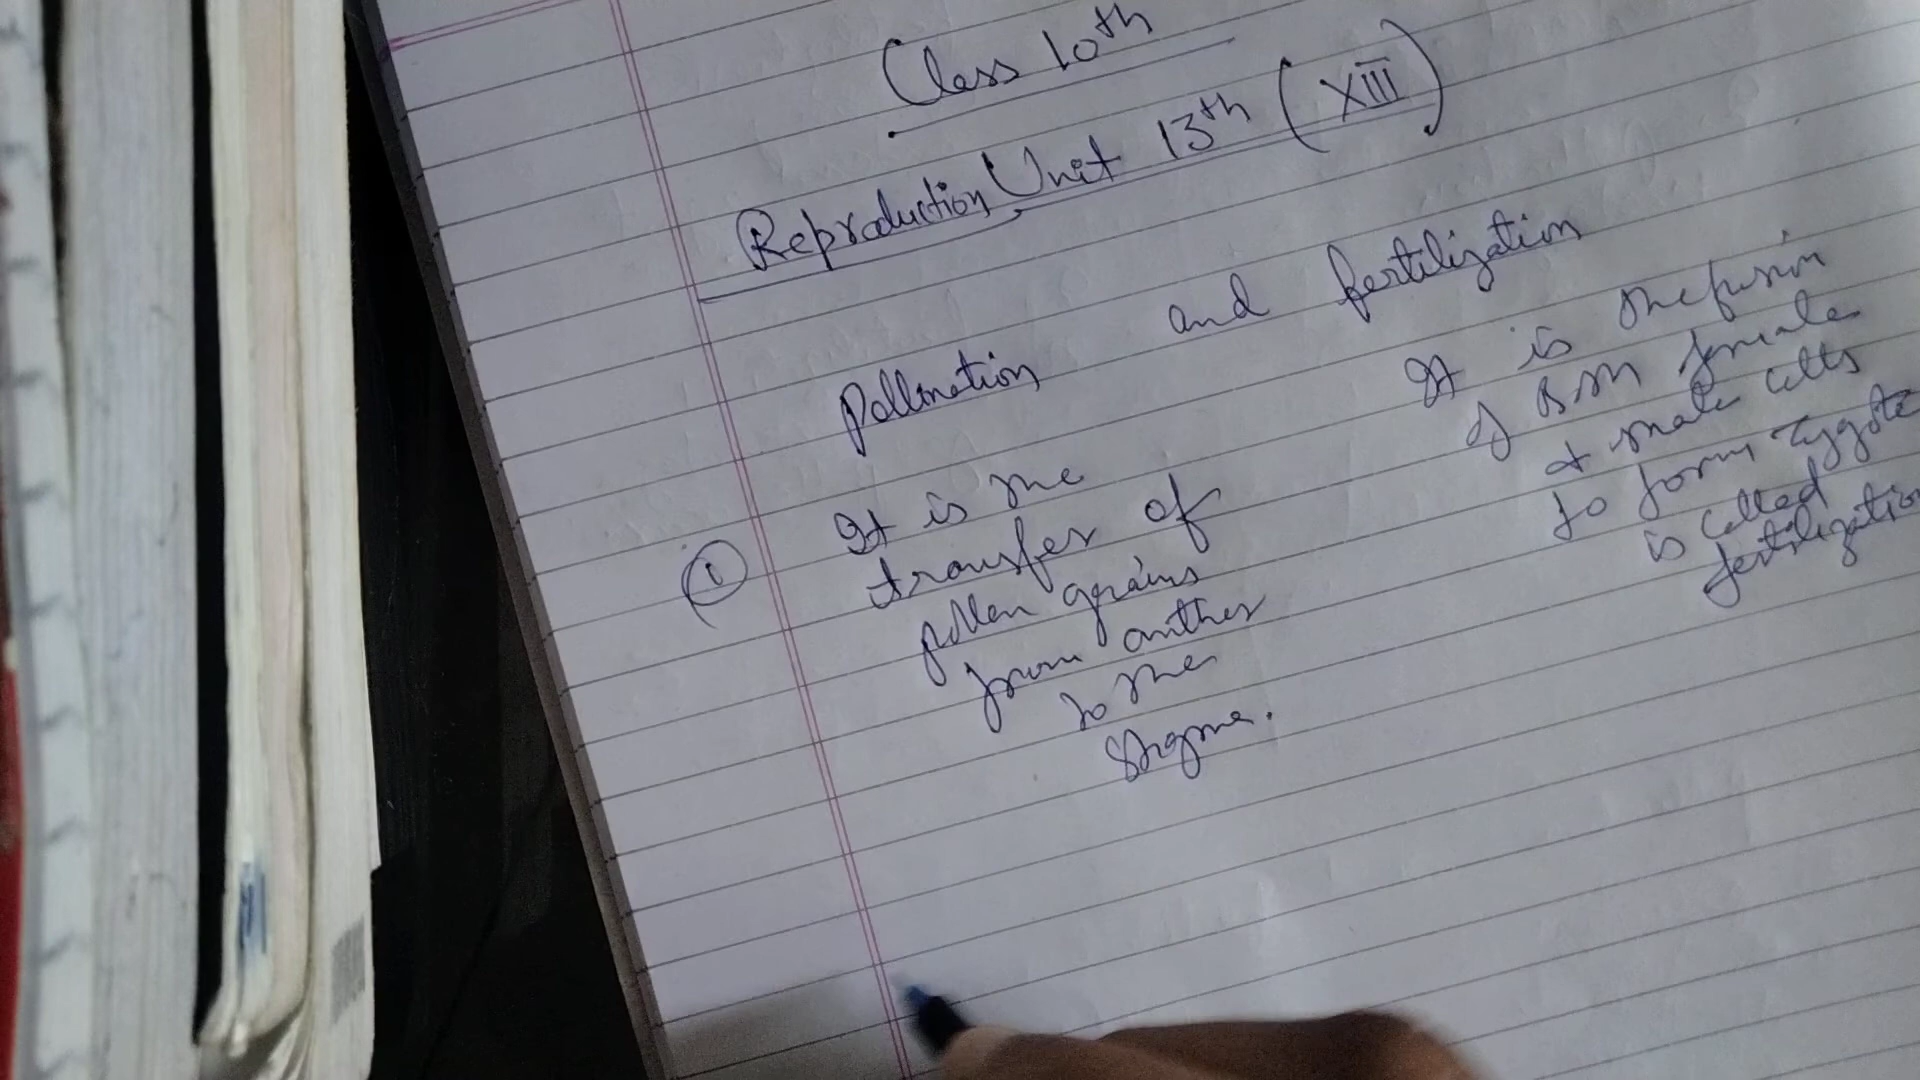 Class 10th
Reproduction Unit 13th (XIII)
Pollination and fertilization
① It is the
transfer of
pollen grains
from anther
to the
Stigma.
It is the fusion
of both female
& male cells
to form zygote
is called
fertilization